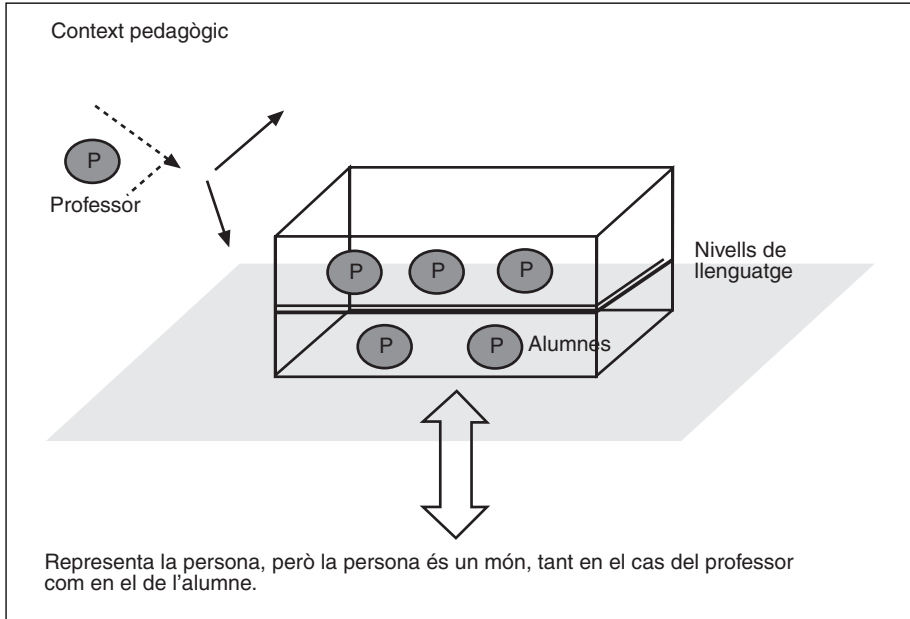 Context pedagògic
P
Professor
P
P
P
Nivells de
llenguatge
P
P
Alumnes
Representa la persona, però la persona és un món, tant en el cas del professor
com en el de l’alumne.